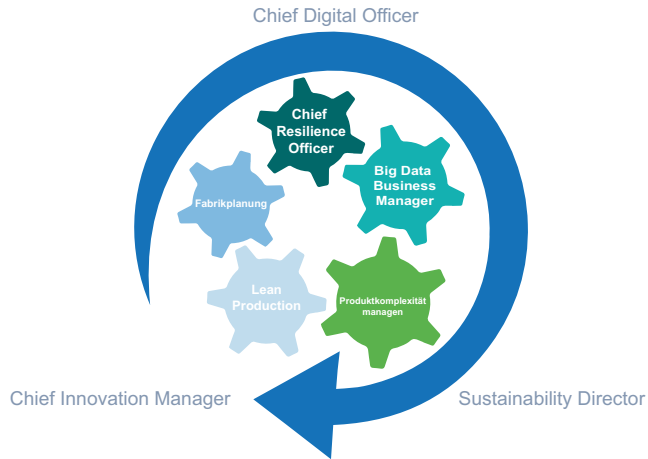 Chief Digital Officer
Chief
Resilience
Officer
Big Data
Business
Manager
Fabrikplanung
Lean
Production
Produktkomplexität
managen
Chief Innovation Manager
Sustainability Director